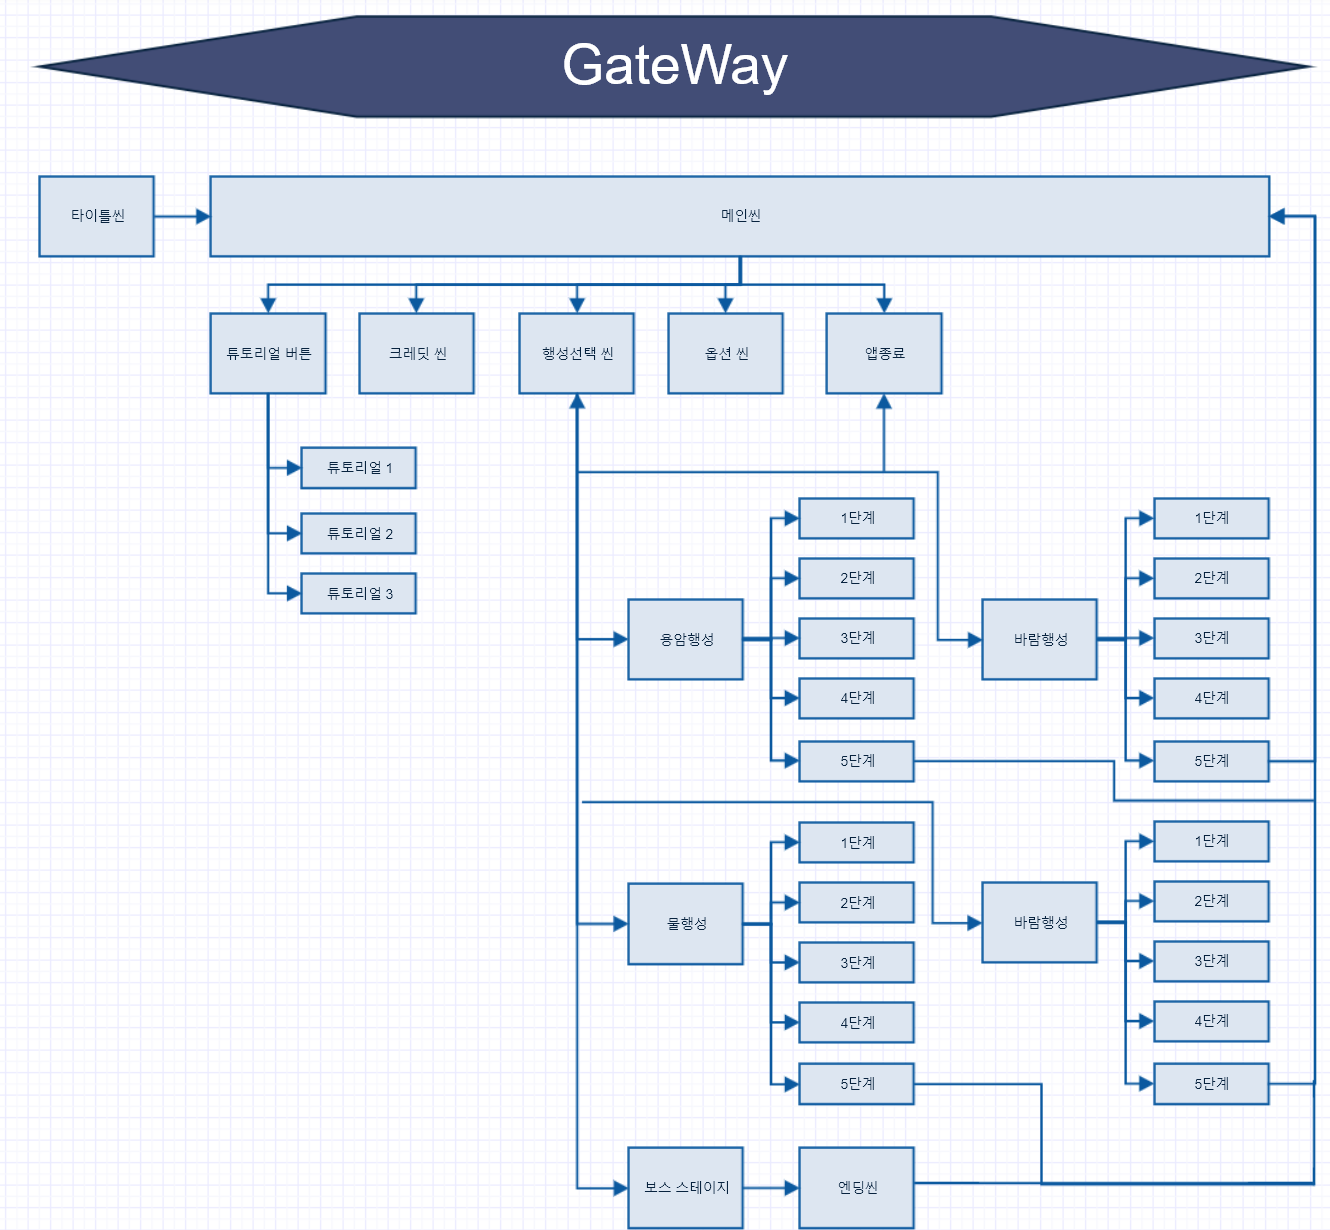 GateWay
타이틀씬
메인씬
튜토리얼 버튼
크레딧 씬
행성선택 씬
옵션 씬
앱종료
튜토리얼 1
튜토리얼 2
튜토리얼 3
용암행성
1단계
2단계
3단계
4단계
5단계
바람행성
1단계
2단계
3단계
4단계
5단계
물행성
1단계
2단계
3단계
4단계
5단계
바람행성
1단계
2단계
3단계
4단계
5단계
보스 스테이지
엔딩씬